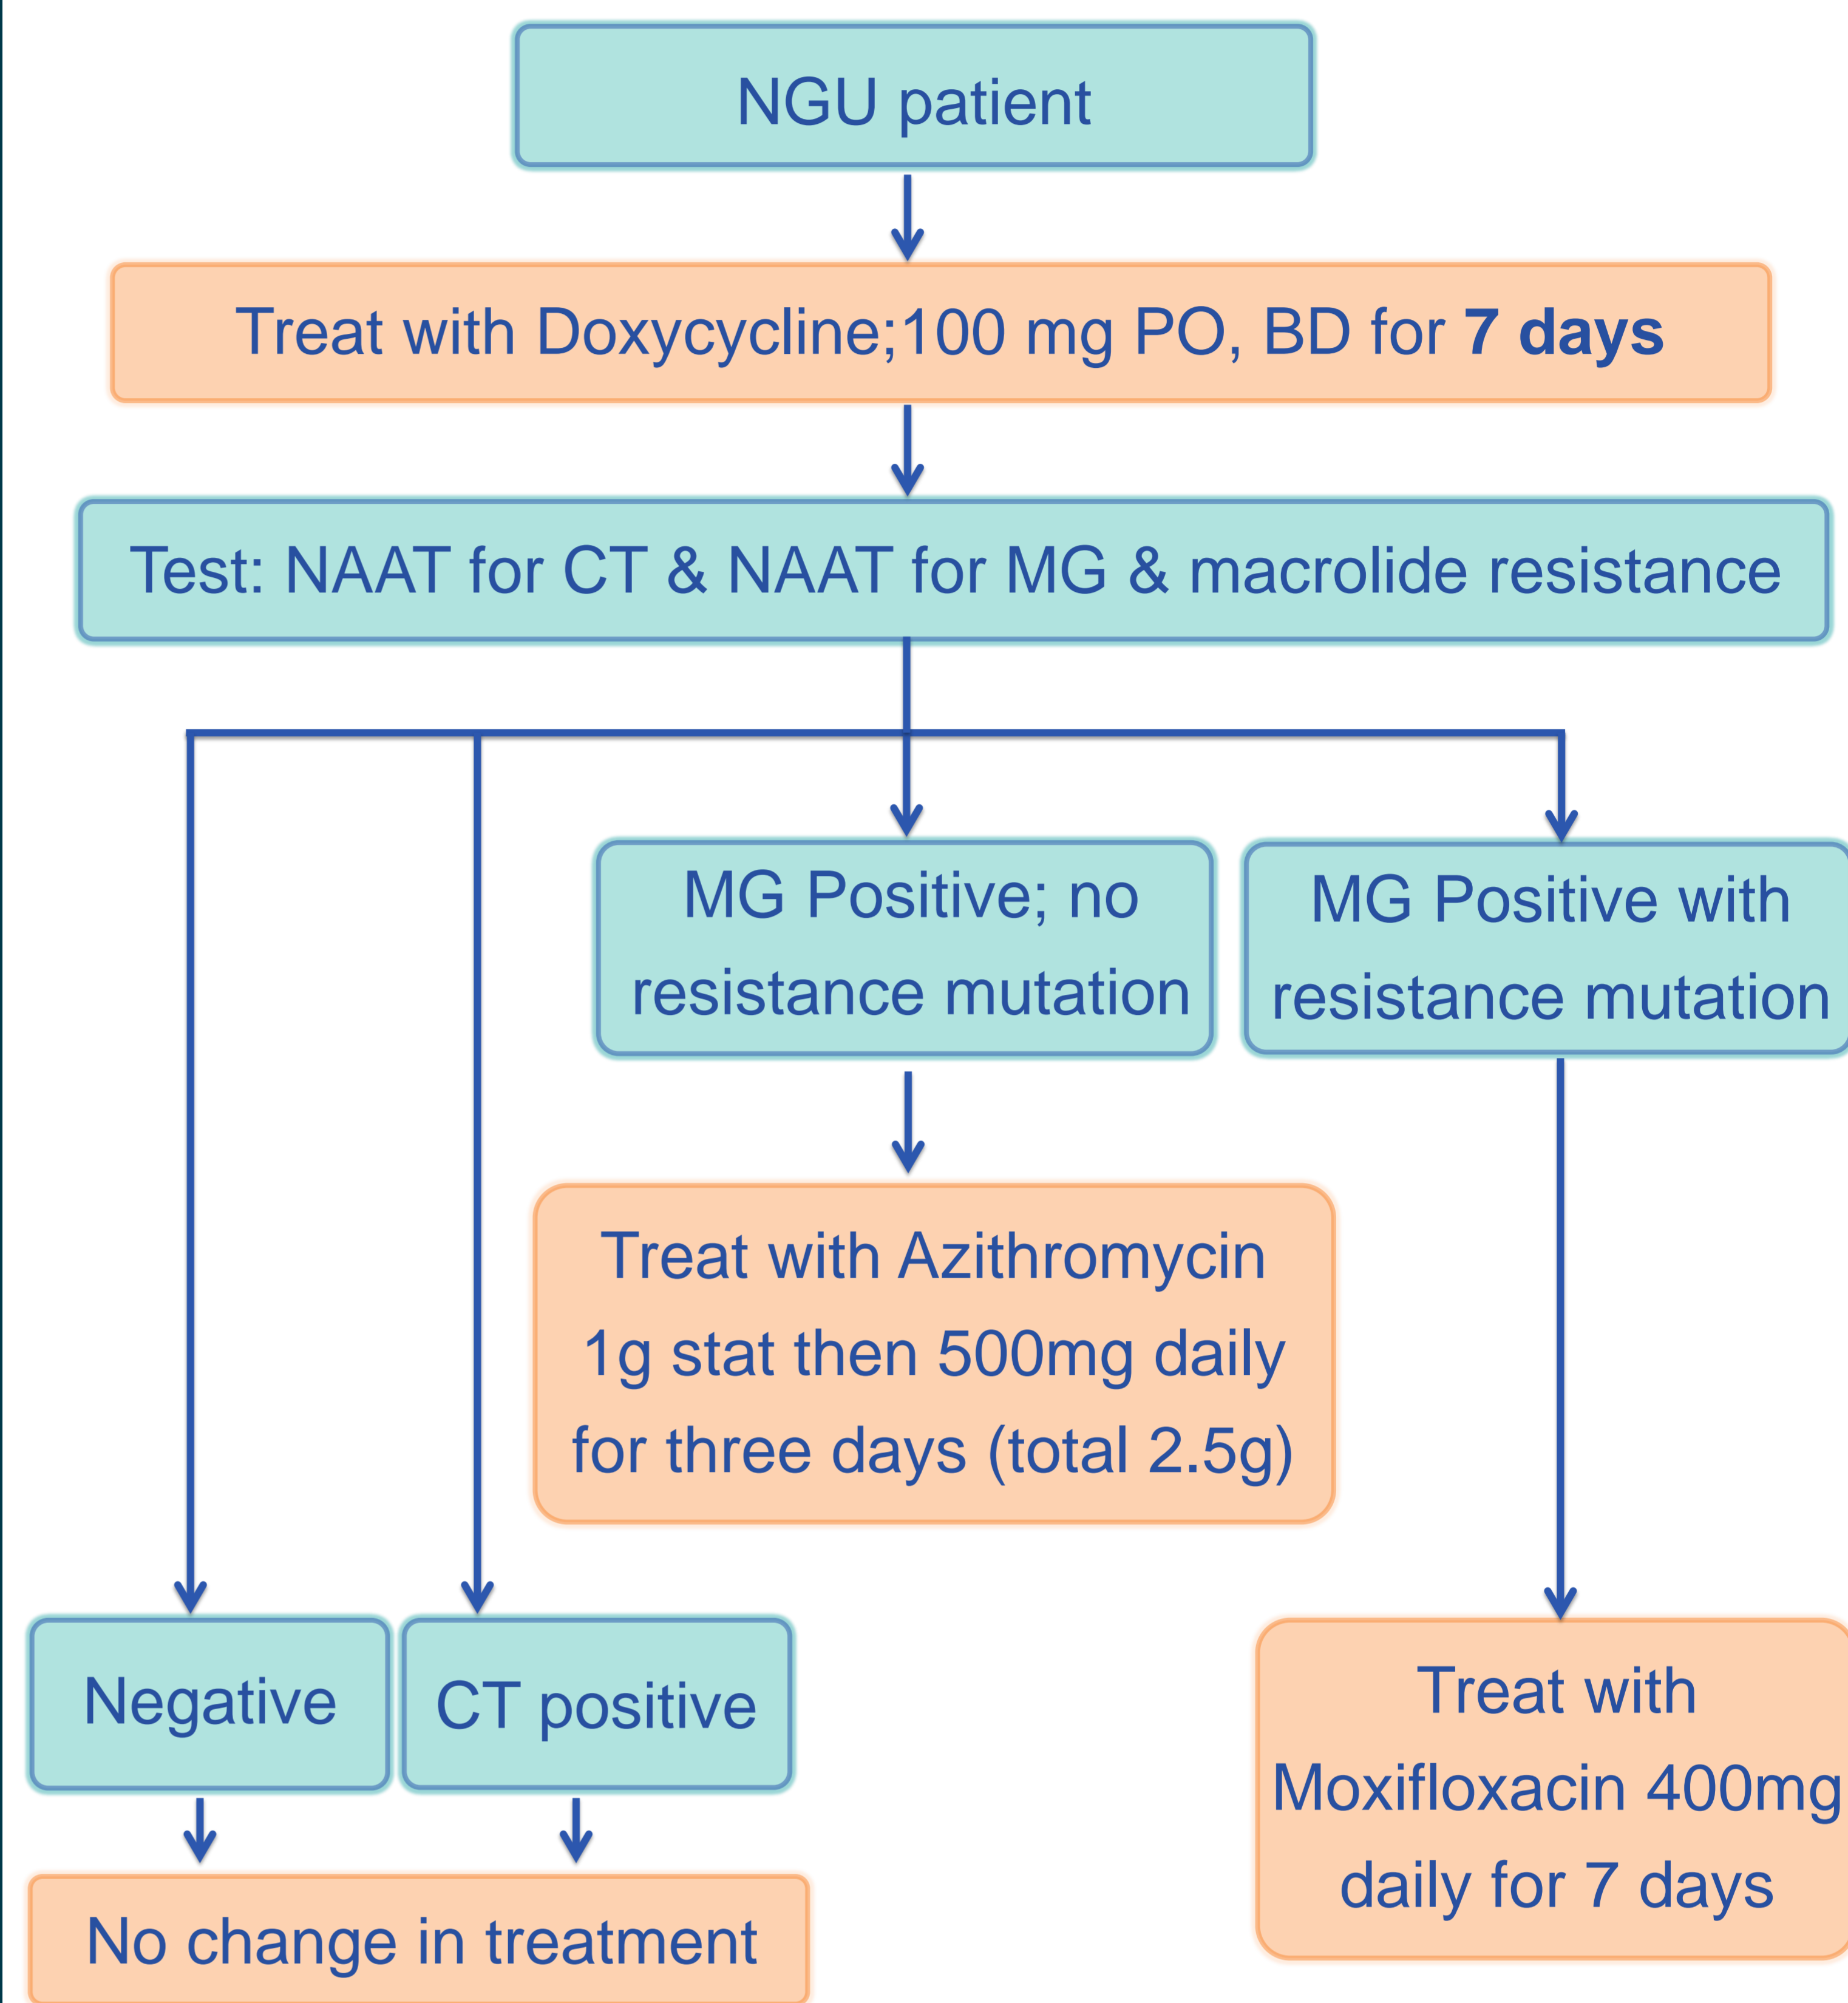 NGU patient
Treat with Doxycycline;100 mg PO, BD for 7 days
Test: NAAT for CT & NAAT for MG & macrolide resistance
MG Positive; no
resistance mutation
MG Positive with
resistance mutation
Treat with Azithromycin
1g stat then 500mg daily
for three days (total 2.5g)
Negative
CT positive
Treat with
Moxifloxacin 400mg
daily for 7 days
No change in treatment